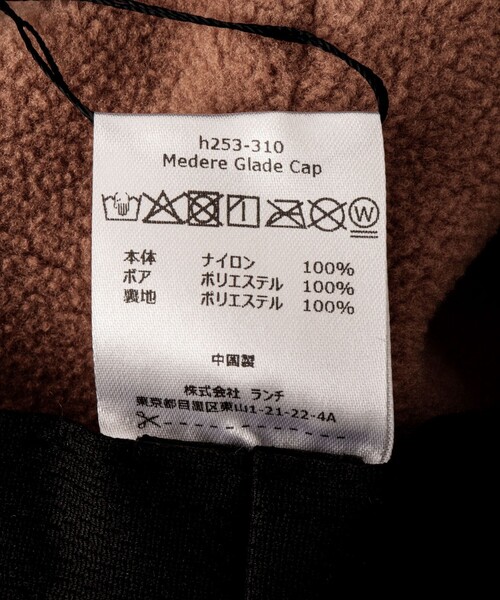 h253-310
Medere Glade Cap
W
本体 ナイロン 100%
ボア ポリエステル 100%
裏地 ポリエステル 100%
中国製
株式会社 ランチ
東京都目黒区東山1-21-22-4A